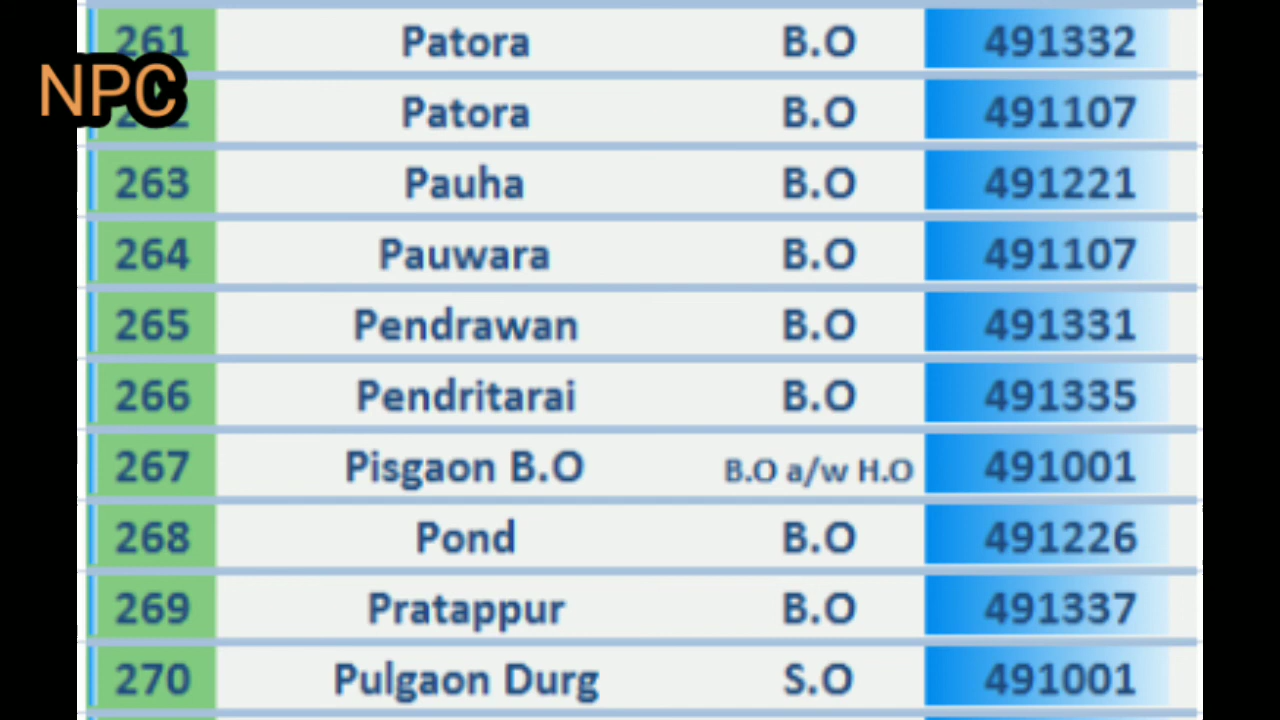 261 Patora B.O 491332
NPC
Patora B.O 491107
263 Pauha B.O 491221
264 Pauwara B.O 491107
265 Pendrawan B.O 491331
266 Pendritarai B.O 491335
267 Pisgaon B.O B.O a/w H.O 491001
268 Pond B.O 491226
269 Pratappur B.O 491337
270 Pulgaon Durg S.O 491001